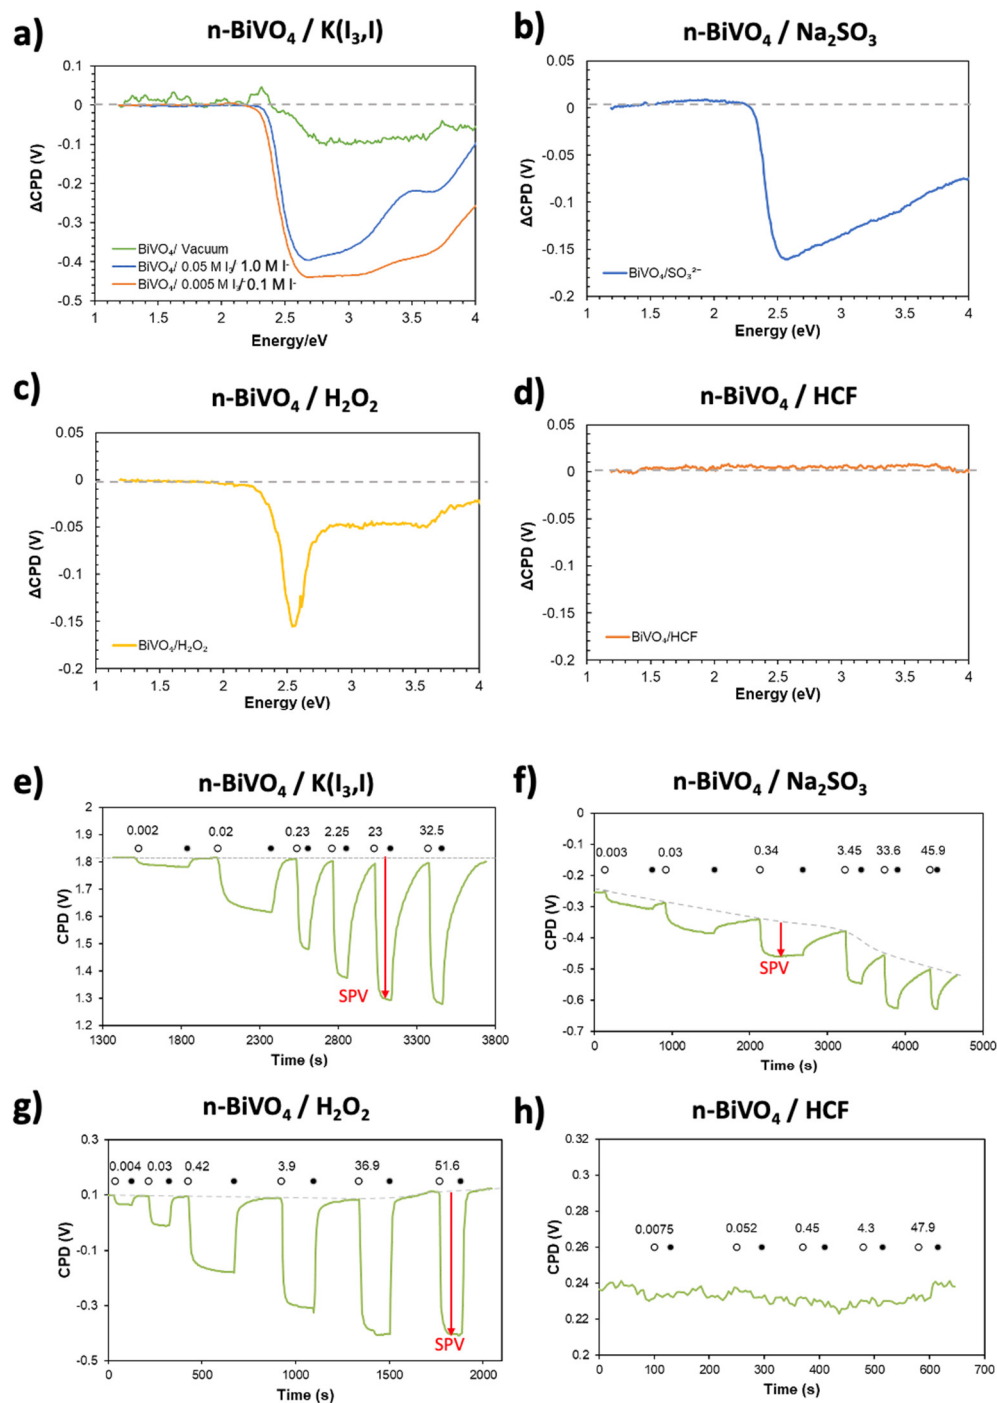 a)
n-BiVO₄ / K(I₃,I)
0.1
0
-0.1
-0.2
-0.3
-0.4
-0.5
ΔCPD (V)
BiVO₄/ Vacuum
BiVO₄/ 0.05 M I₃/ 1.0 M I⁻
BiVO₄/ 0.005 M I₃/ 0.1 M I⁻
1 1.5 2 2.5 3 3.5 4
Energy/eV
b)
n-BiVO₄ / Na₂SO₃
0.05
0
-0.05
-0.1
-0.15
-0.2
ΔCPD (V)
BiVO₄/SO₃²⁻
1 1.5 2 2.5 3 3.5 4
Energy (eV)
c)
n-BiVO₄ / H₂O₂
0.05
0
-0.05
-0.1
-0.15
-0.2
ΔCPD (V)
BiVO₄/H₂O₂
1 1.5 2 2.5 3 3.5 4
Energy (eV)
d)
n-BiVO₄ / HCF
0.05
0
-0.05
-0.1
-0.15
-0.2
ΔCPD (V)
BiVO₄/HCF
1 1.5 2 2.5 3 3.5 4
Energy (eV)
e)
n-BiVO₄ / K(I₃,I)
2
1.9
1.8
1.7
1.6
1.5
1.4
1.3
1.2
CPD (V)
0.002 0.02 0.23 2.25 23 32.5
SPV
1300 1800 2300 2800 3300 3800
Time (s)
f)
n-BiVO₄ / Na₂SO₃
0
-0.1
-0.2
-0.3
-0.4
-0.5
-0.6
-0.7
CPD (V)
0.003 0.03 0.34 3.45 33.6 45.9
SPV
0 1000 2000 3000 4000 5000
Time (s)
g)
n-BiVO₄ / H₂O₂
0.3
0.1
-0.1
-0.3
-0.5
CPD (V)
0.004 0.03 0.42 3.9 36.9 51.6
SPV
0 500 1000 1500 2000
Time (s)
h)
n-BiVO₄ / HCF
0.32
0.3
0.28
0.26
0.24
0.22
0.2
CPD (V)
0.0075 0.052 0.45 4.3 47.9
0 100 200 300 400 500 600 700
Time (s)